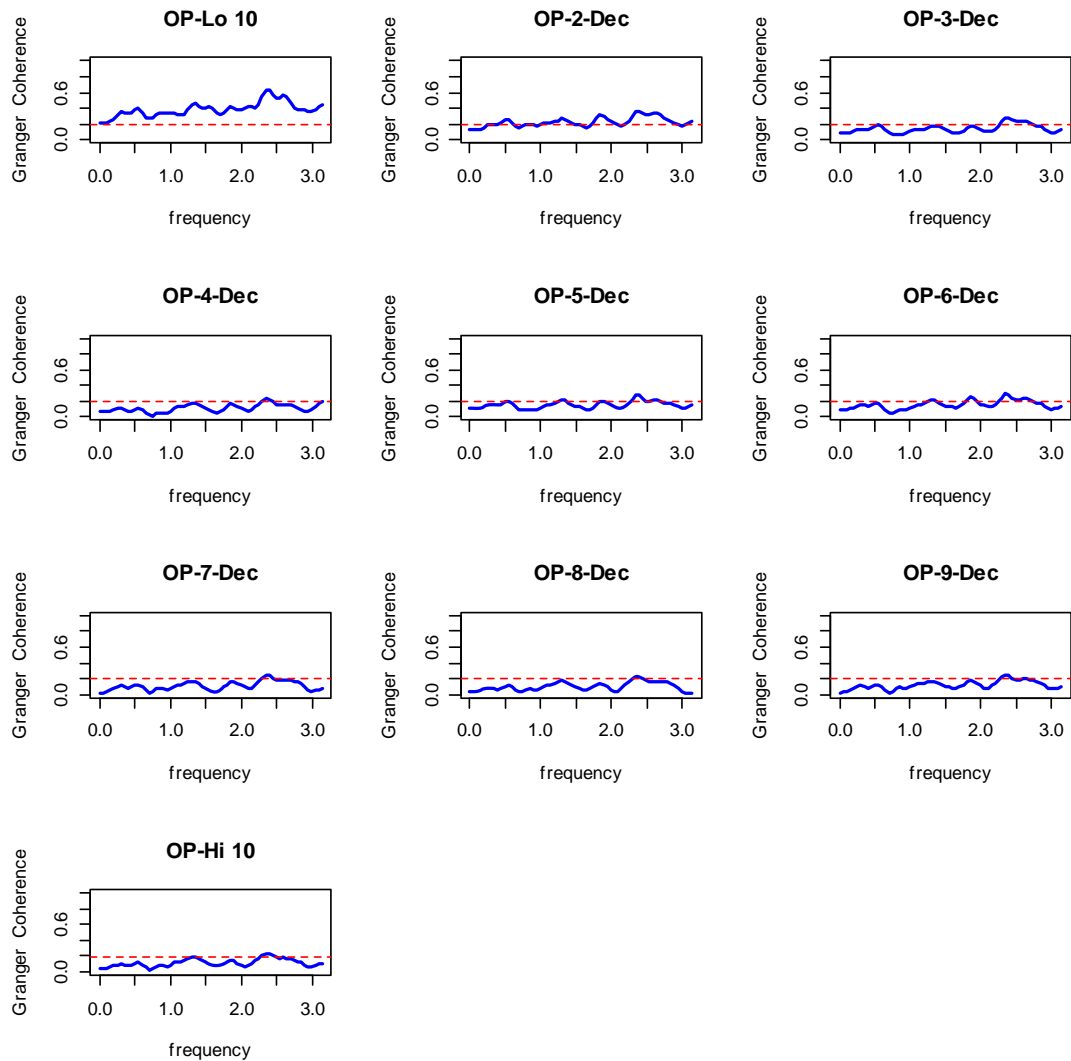 OP-Lo 10
Granger Coherence
0.0 0.6
0.0 1.0 2.0 3.0
frequency
OP-2-Dec
Granger Coherence
0.0 0.6
0.0 1.0 2.0 3.0
frequency
OP-3-Dec
Granger Coherence
0.0 0.6
0.0 1.0 2.0 3.0
frequency
OP-4-Dec
Granger Coherence
0.0 0.6
0.0 1.0 2.0 3.0
frequency
OP-5-Dec
Granger Coherence
0.0 0.6
0.0 1.0 2.0 3.0
frequency
OP-6-Dec
Granger Coherence
0.0 0.6
0.0 1.0 2.0 3.0
frequency
OP-7-Dec
Granger Coherence
0.0 0.6
0.0 1.0 2.0 3.0
frequency
OP-8-Dec
Granger Coherence
0.0 0.6
0.0 1.0 2.0 3.0
frequency
OP-9-Dec
Granger Coherence
0.0 0.6
0.0 1.0 2.0 3.0
frequency
OP-Hi 10
Granger Coherence
0.0 0.6
0.0 1.0 2.0 3.0
frequency